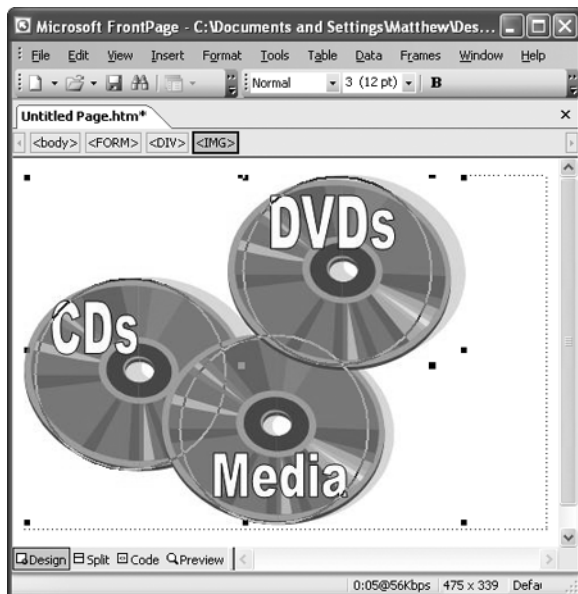 Microsoft FrontPage - C:\Documents and Settings\Matthew\Des...
File Edit View Insert Format Tools Table Data Frames Window Help
Normal 3 (12 pt) B
Untitled Page.htm*
<body> <FORM> <DIV> <IMG>
DVDs
CDs
Media
Design Split Code Preview
0:05@56Kbps 475 x 339 Defau